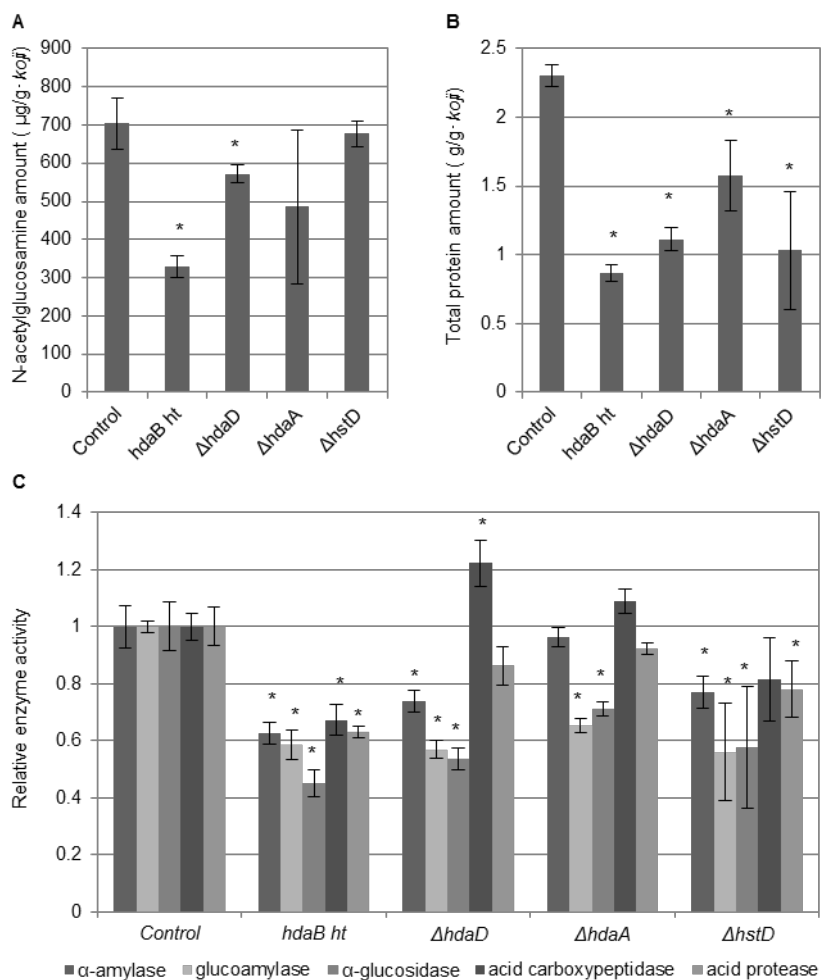 A
N-acetylglucosamine amount ( μg/g· koji)
900
800
700
600
500
400
300
200
100
0
*
*
Control
hdaB ht
ΔhdaD
ΔhdaA
ΔhstD
B
Total protein amount ( g/g· koji)
2.5
2
1.5
1
0.5
0
*
*
*
*
Control
hdaB ht
ΔhdaD
ΔhdaA
ΔhstD
C
Relative enzyme activity
1.4
1.2
1
0.8
0.6
0.4
0.2
0
* * * * *
* * * *
* *
* * * *
Control hdaB ht ΔhdaD ΔhdaA ΔhstD
α-amylase glucoamylase α-glucosidase acid carboxypeptidase acid protease